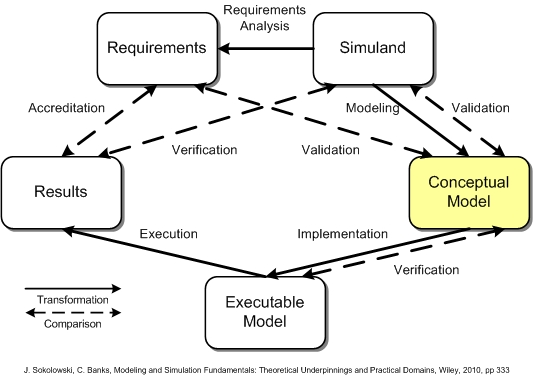 Requirements
Analysis
Requirements
Simuland
Accreditation
Modeling
Validation
Verification
Validation
Results
Conceptual
Model
Execution
Implementation
Verification
Executable
Model
Transformation
Comparison
J. Sokolowski, C. Banks, Modeling and Simulation Fundamentals: Theoretical Underpinnings and Practical Domains, Wiley, 2010, pp 333